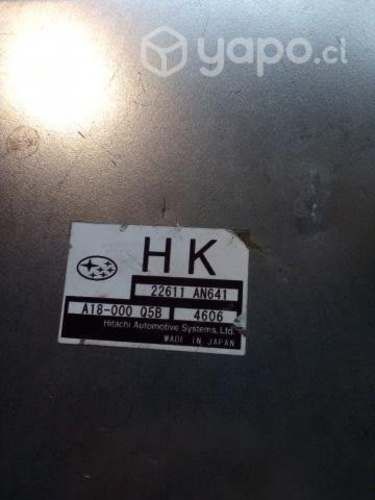 yapo.cl
HK
22611 AN641
A18-000 Q5B 4606
Hitachi Automotive Systems, Ltd.
MADE IN JAPAN